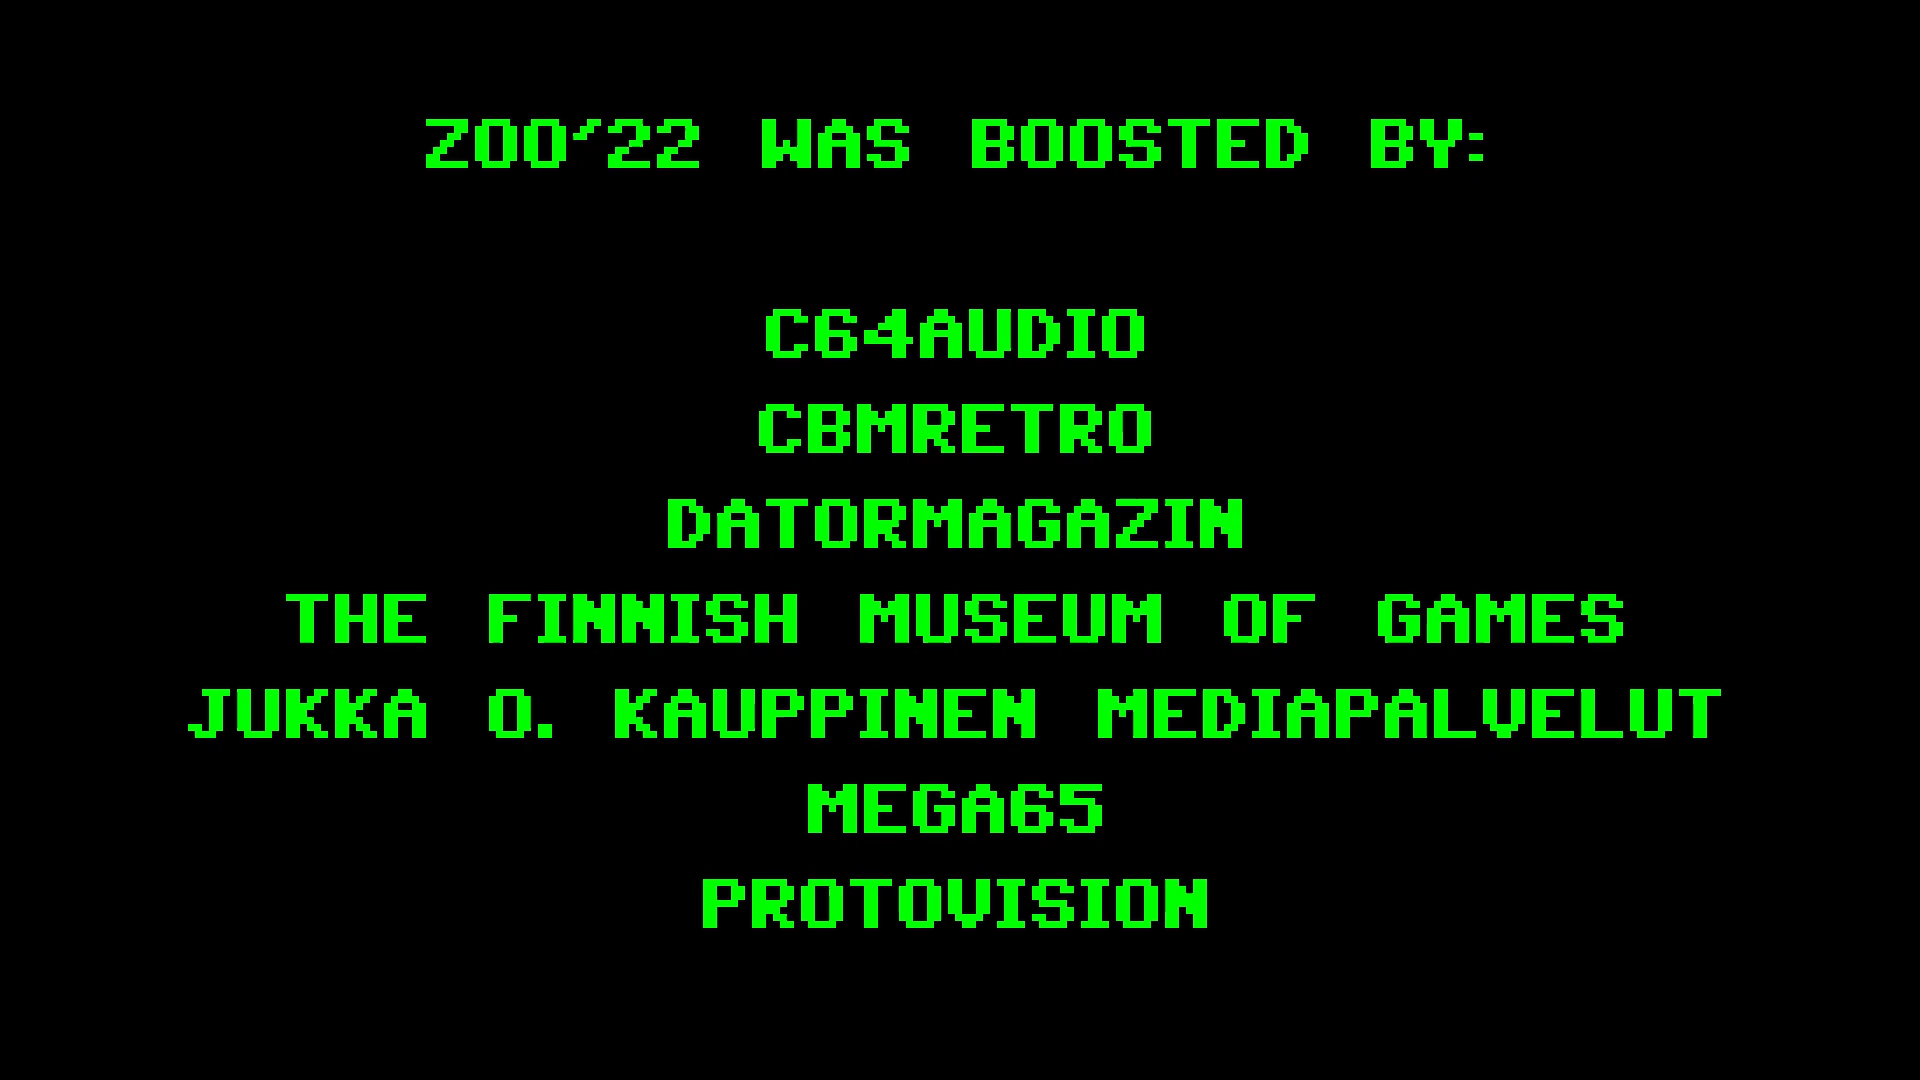 ZOO'22 WAS BOOSTED BY:
C64AUDIO
CBMRETRO
DATORMAGAZIN
THE FINNISH MUSEUM OF GAMES
JUKKA O. KAUPPINEN MEDIAPALVELUT
MEGA65
PROTOVISION